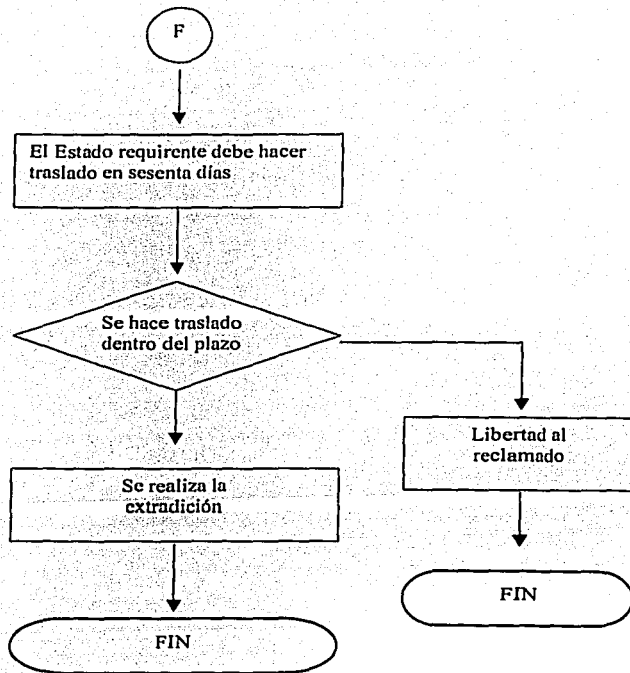 F
El Estado requirente debe hacer
traslado en sesenta días
Se hace traslado
dentro del plazo
Libertad al
reclamado
Se realiza la
extradición
FIN
FIN